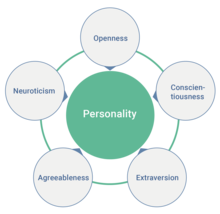 Openness
Conscien-
tiousness
Extraversion
Agreeableness
Neuroticism
Personality